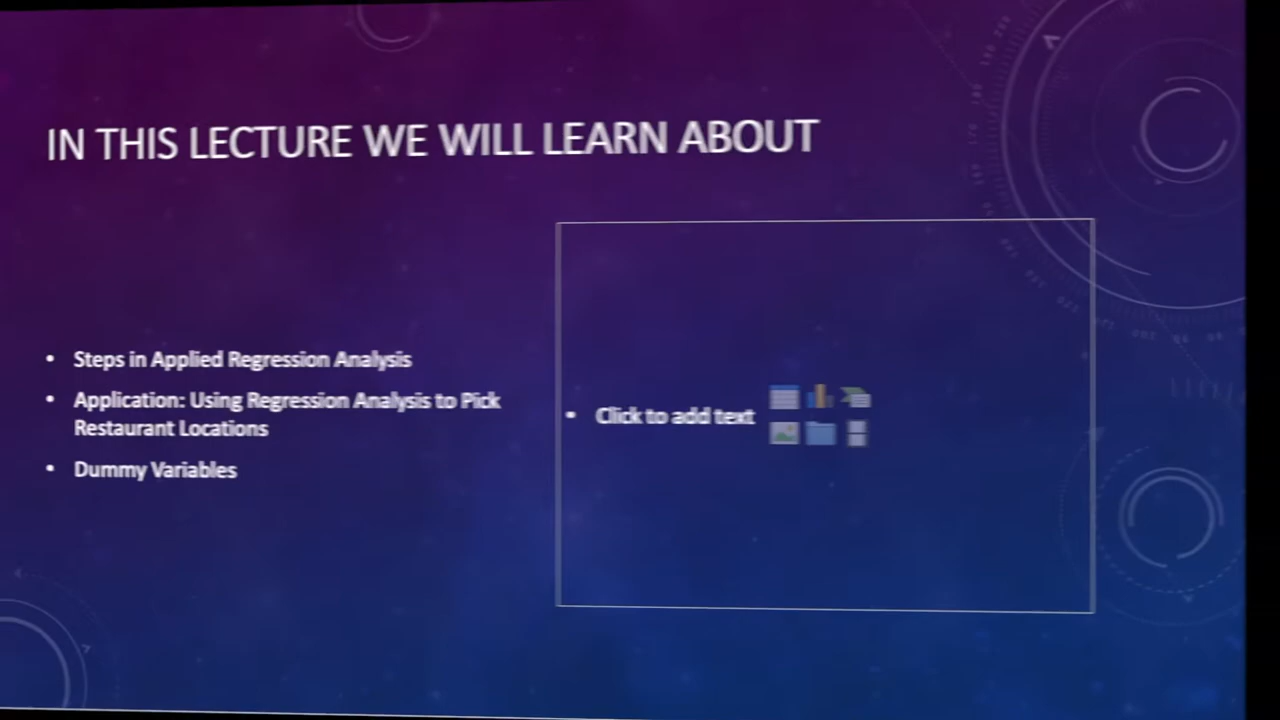 IN THIS LECTURE WE WILL LEARN ABOUT
• Steps in Applied Regression Analysis
• Application: Using Regression Analysis to Pick
Restaurant Locations
• Dummy Variables
• Click to add text